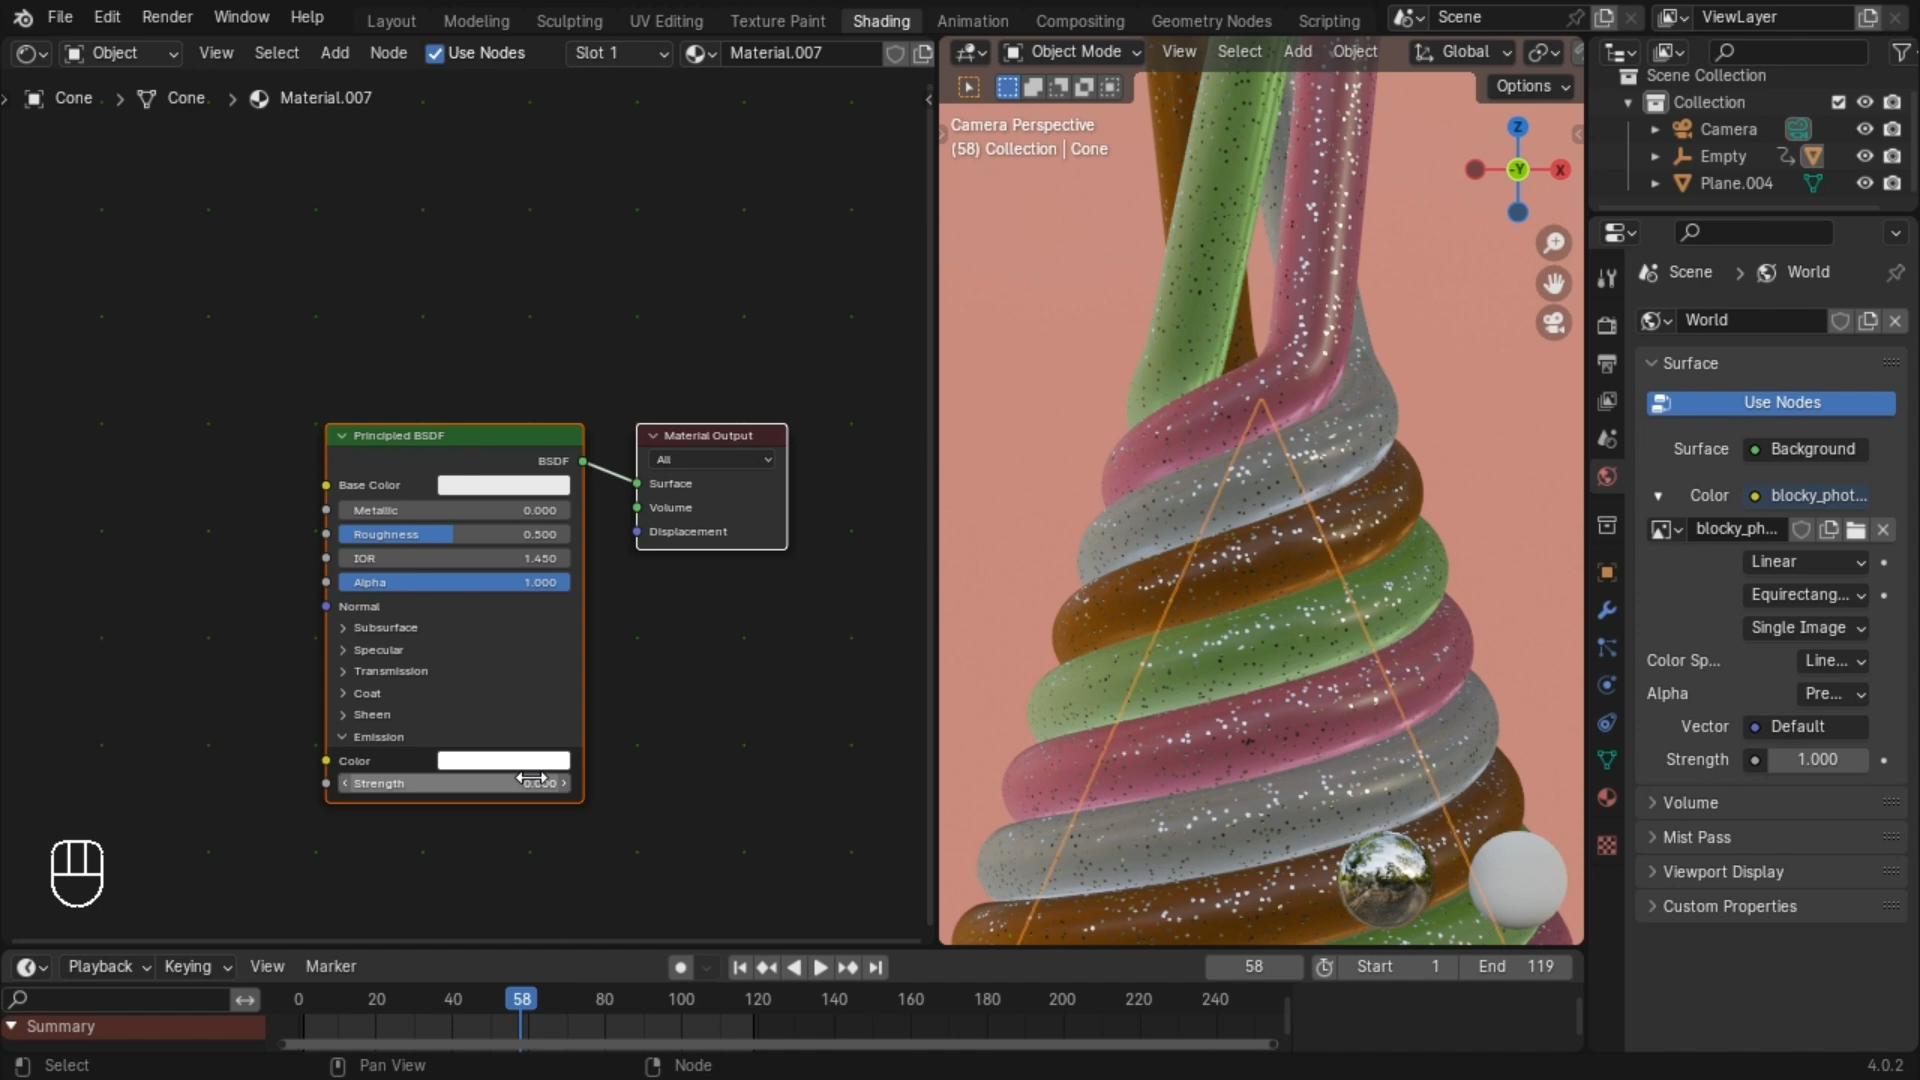 File Edit Render Window Help Layout Modeling Sculpting UV Editing Texture Paint Shading Animation Compositing Geometry Nodes Scripting Scene ViewLayer
Object View Select Add Node Use Nodes Slot 1 Material.007
Object Mode View Select Add Object Global
Options
Cone > Cone > Material.007
Camera Perspective
(58) Collection | Cone
Z
-Y
X
Principled BSDF
BSDF
Base Color
Metallic 0.000
Roughness 0.500
IOR 1.450
Alpha 1.000
Normal
Subsurface
Specular
Transmission
Coat
Sheen
Emission
Color
Strength
Material Output
All
Surface
Volume
Displacement
Scene Collection
Collection
Camera
Empty
Plane.004
Scene > World
World
Surface
Use Nodes
Surface Background
Color blocky_phot...
blocky_ph...
Linear
Equirectang...
Single Image
Color Sp... Line...
Alpha Pre...
Vector Default
Strength 1.000
Volume
Mist Pass
Viewport Display
Custom Properties
Playback Keying View Marker 58 Start 1 End 119
0 20 40 58 80 100 120 140 160 180 200 220 240
Summary
Select Pan View Node 4.0.2